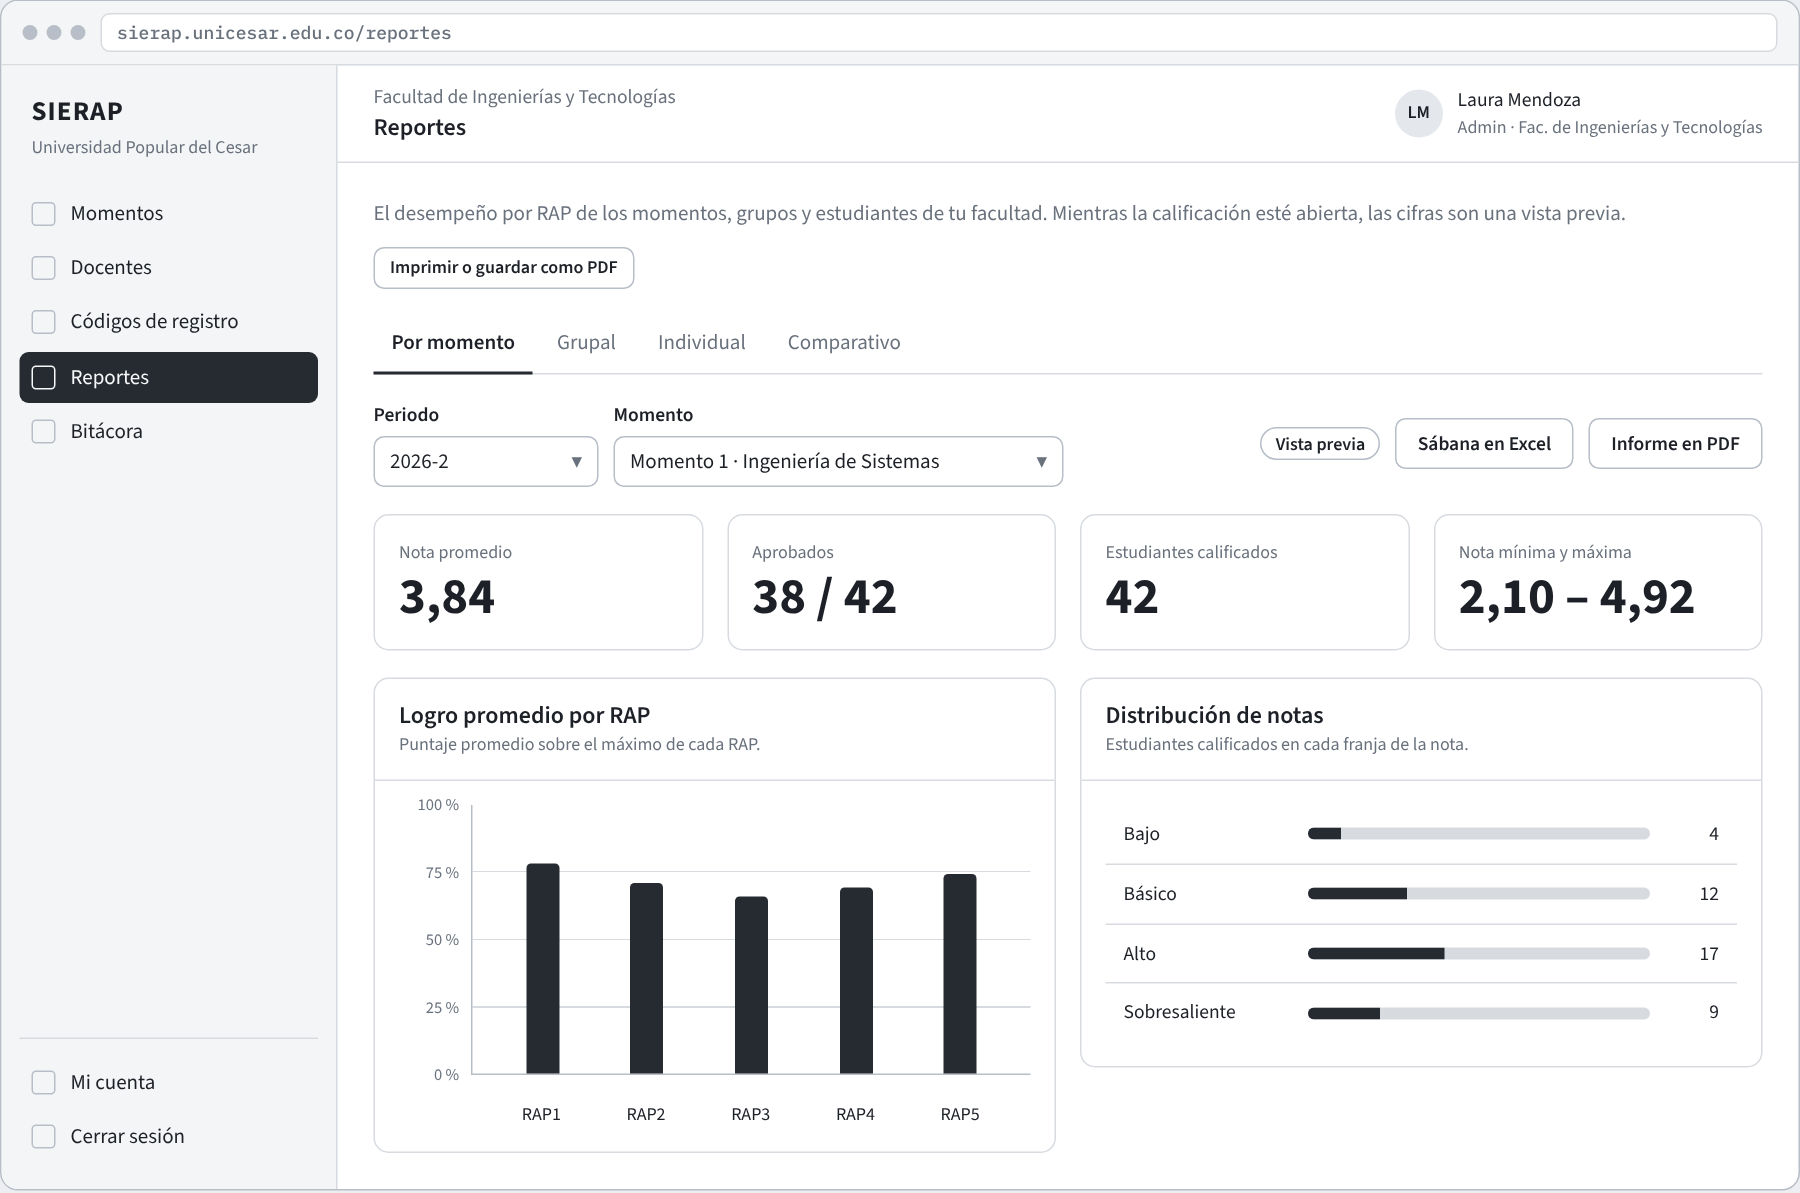 sierap.unicesar.edu.co/reportes
SIERAP
Universidad Popular del Cesar
Momentos
Docentes
Códigos de registro
Reportes
Bitácora
Mi cuenta
Cerrar sesión
Facultad de Ingenierías y Tecnologías
Reportes
LM
Laura Mendoza
Admin · Fac. de Ingenierías y Tecnologías
El desempeño por RAP de los momentos, grupos y estudiantes de tu facultad. Mientras la calificación esté abierta, las cifras son una vista previa.
Imprimir o guardar como PDF
Por momento Grupal Individual Comparativo
Periodo
2026-2
Momento
Momento 1 · Ingeniería de Sistemas
Vista previa
Sábana en Excel
Informe en PDF
Nota promedio
3,84
Aprobados
38 / 42
Estudiantes calificados
42
Nota mínima y máxima
2,10 – 4,92
Logro promedio por RAP
Puntaje promedio sobre el máximo de cada RAP.
100 %
75 %
50 %
25 %
0 %
RAP1 RAP2 RAP3 RAP4 RAP5
Distribución de notas
Estudiantes calificados en cada franja de la nota.
Bajo 4
Básico 12
Alto 17
Sobresaliente 9